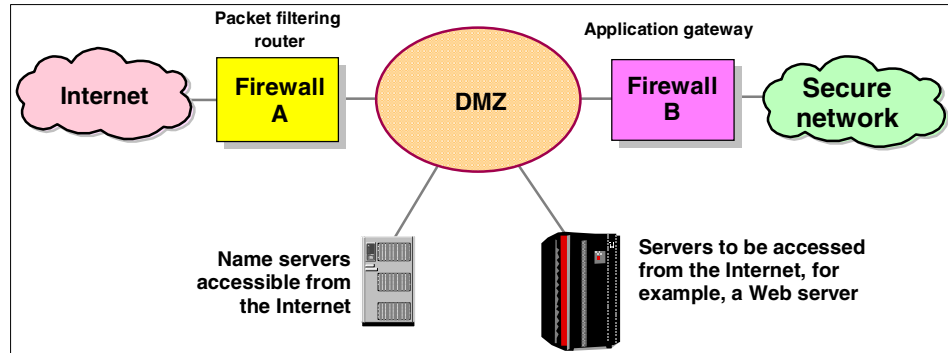 Packet filtering
router
Application gateway
Internet
Firewall
A
DMZ
Firewall
B
Secure
network
Name servers
accessible from
the Internet
Servers to be accessed
from the Internet, for
example, a Web server